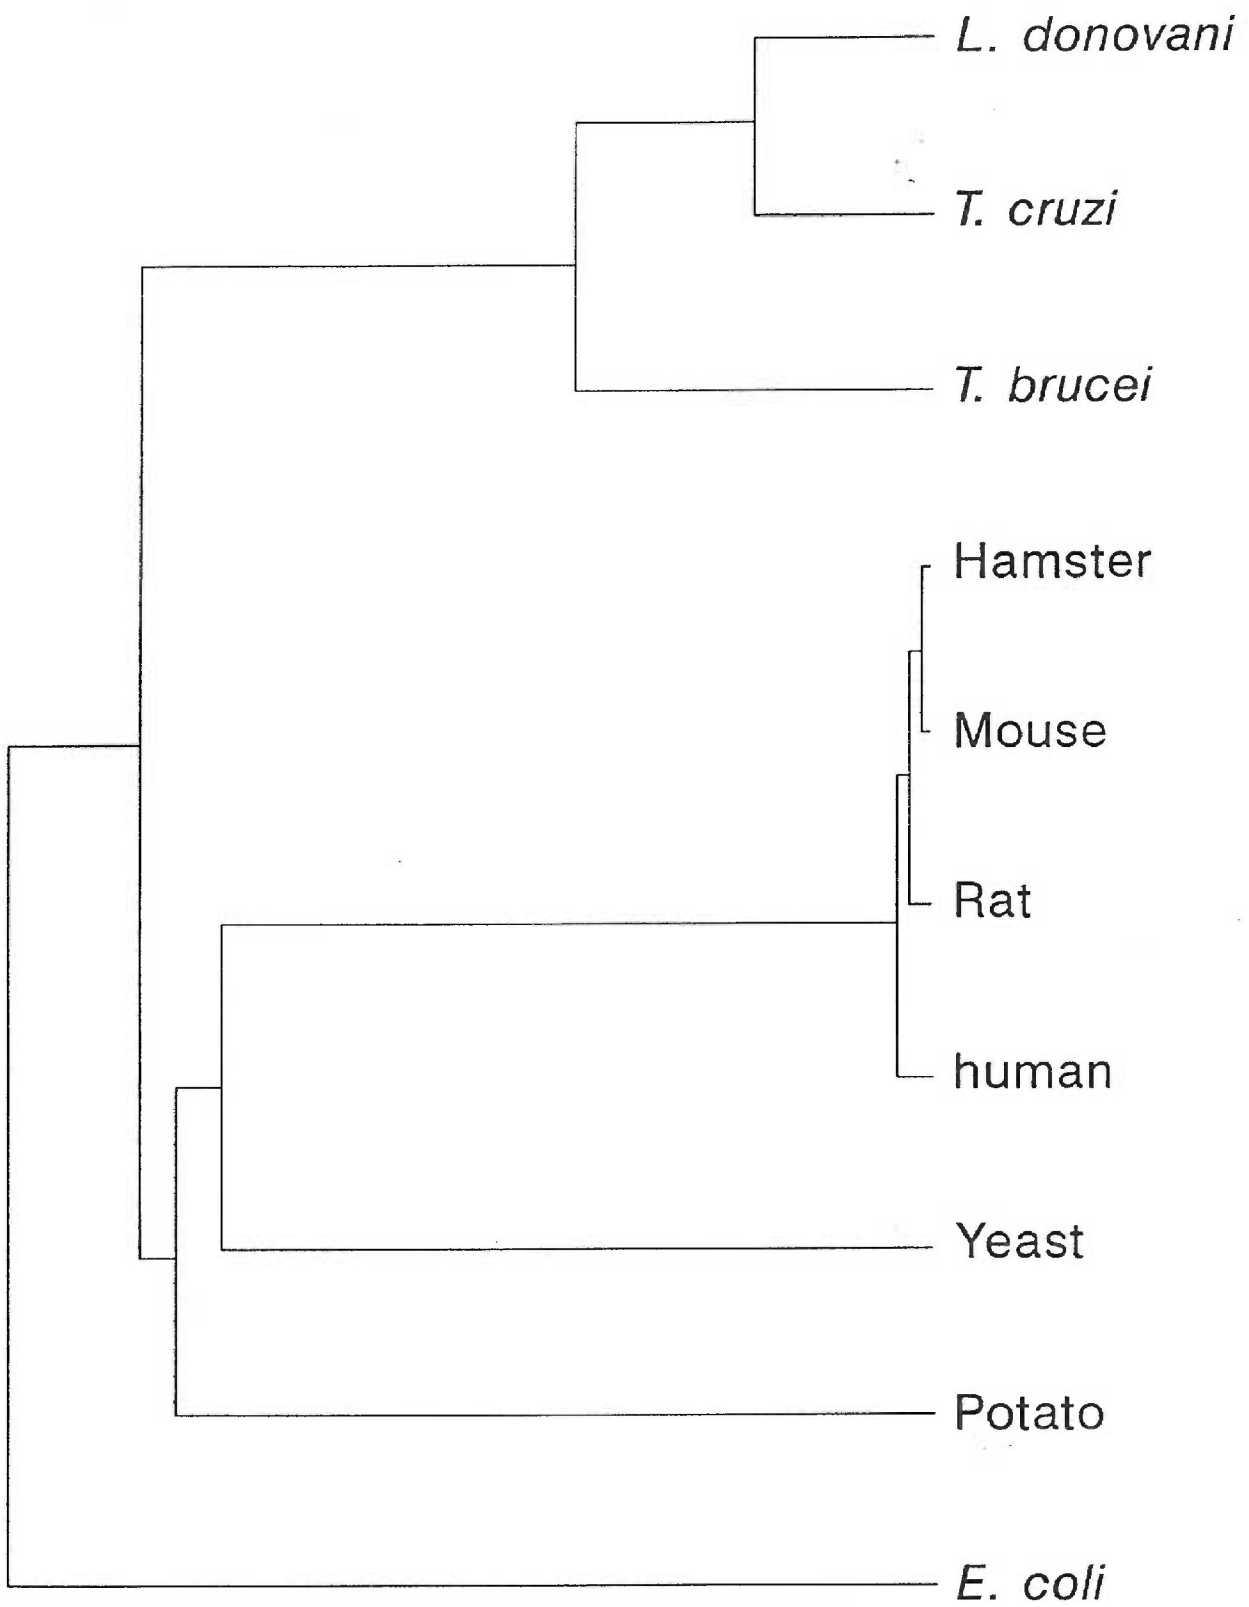 L. donovani
T. cruzi
T. brucei
Hamster
Mouse
Rat
human
Yeast
Potato
E. coli